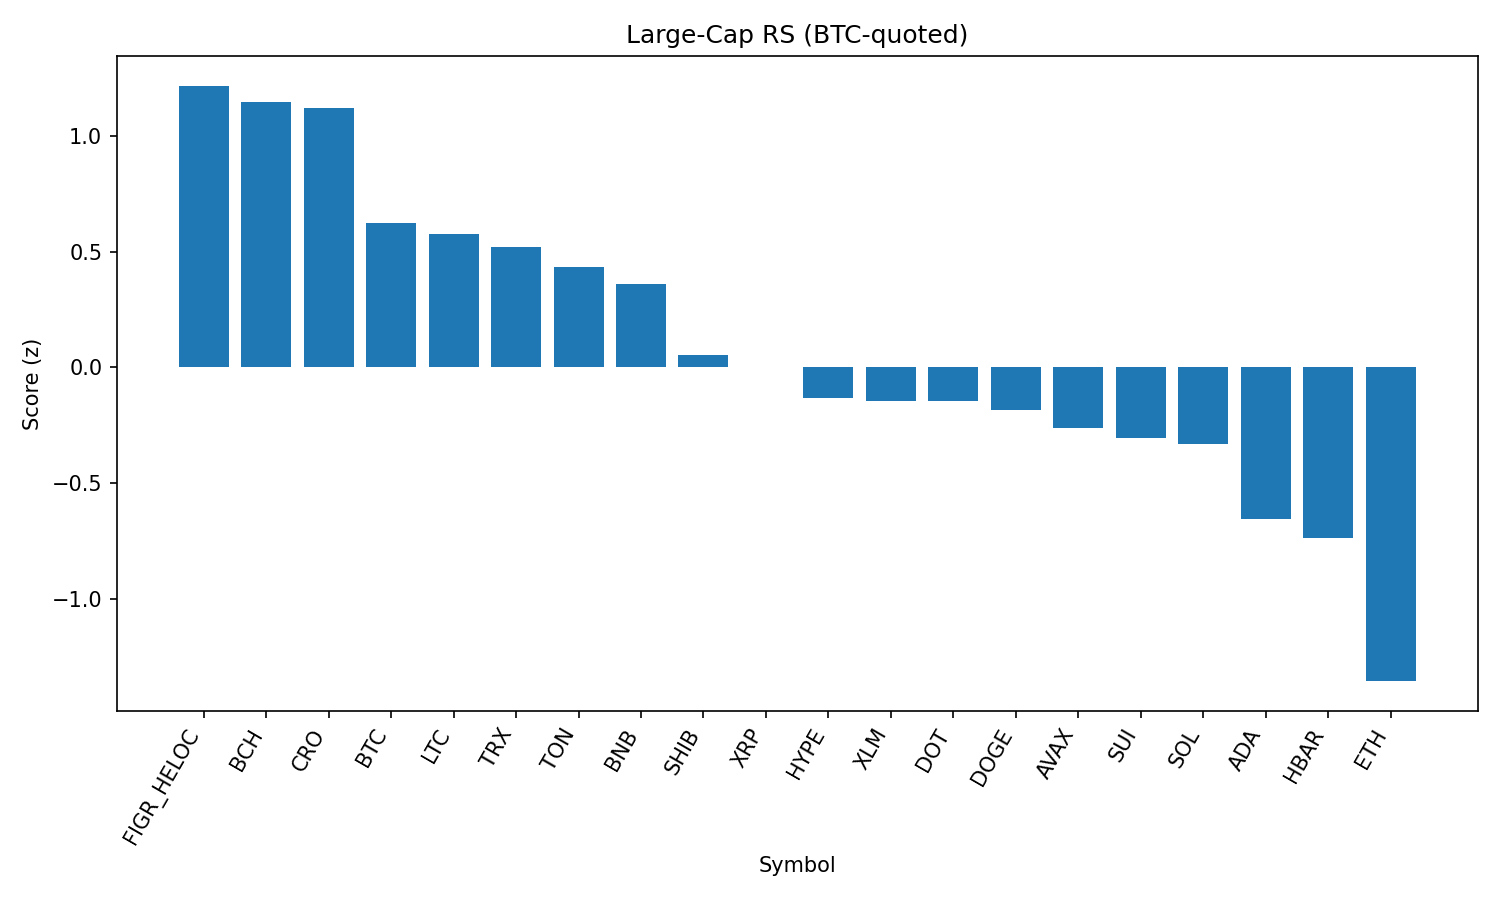 Large-Cap RS (BTC-quoted)
Score (z)
1.0
0.5
0.0
−0.5
−1.0
FIGR_HELOC
BCH
CRO
BTC
LTC
TRX
TON
BNB
SHIB
XRP
HYPE
XLM
DOT
DOGE
AVAX
SUI
SOL
ADA
HBAR
ETH
Symbol